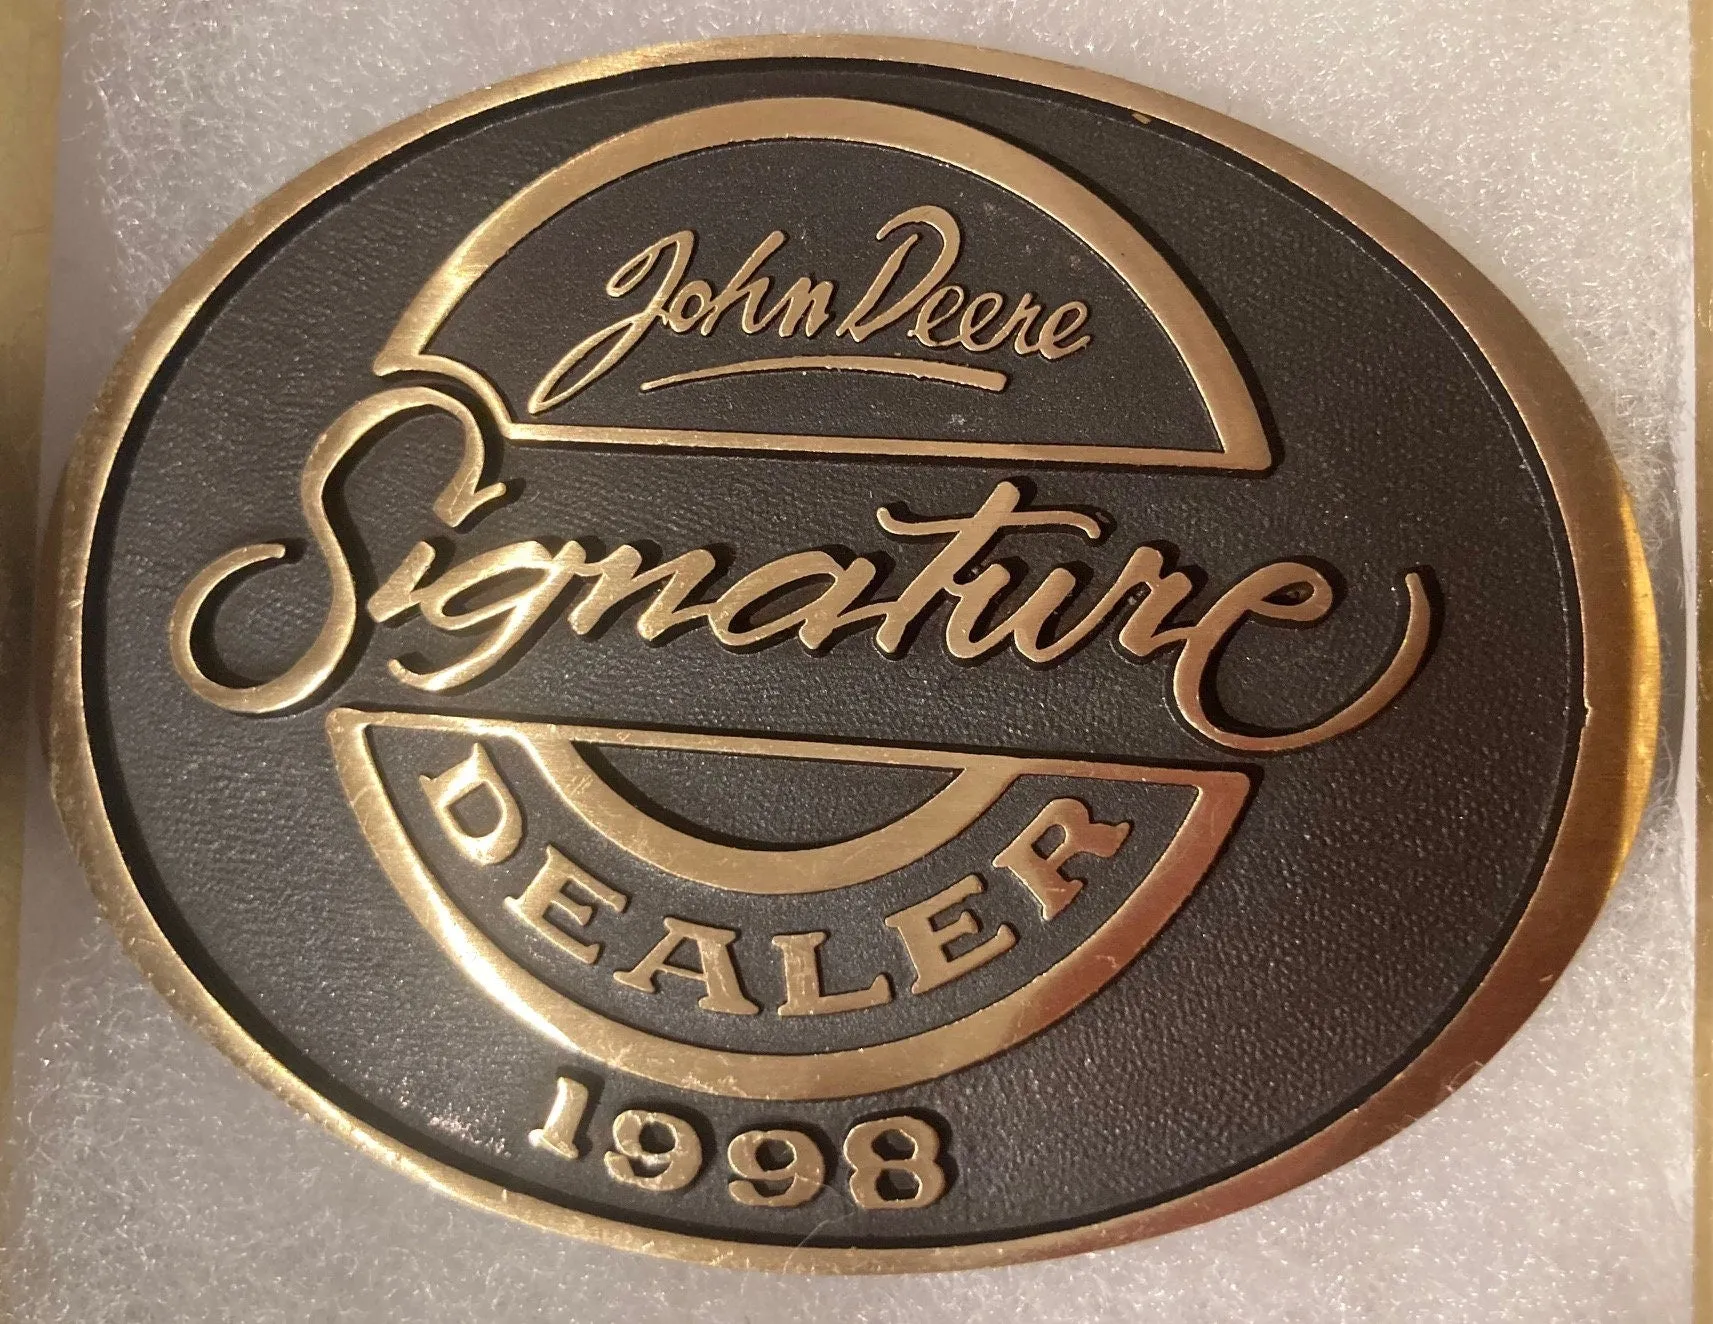 John Deere
Signature
DEALER
1998